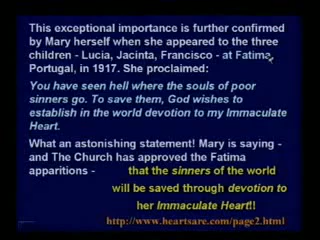 This exceptional importance is further confirmed
by Mary herself when she appeared to the three
children - Lucia, Jacinta, Francisco - at Fatima,
Portugal, in 1917. She proclaimed:
You have seen hell where the souls of poor
sinners go. To save them, God wishes to
establish in the world devotion to my Immaculate
Heart.
What an astonishing statement! Mary is saying -
and The Church has approved the Fatima
apparitions - that the sinners of the world
will be saved through devotion to
her Immaculate Heart!!
http://www.heartsare.com/page2.html